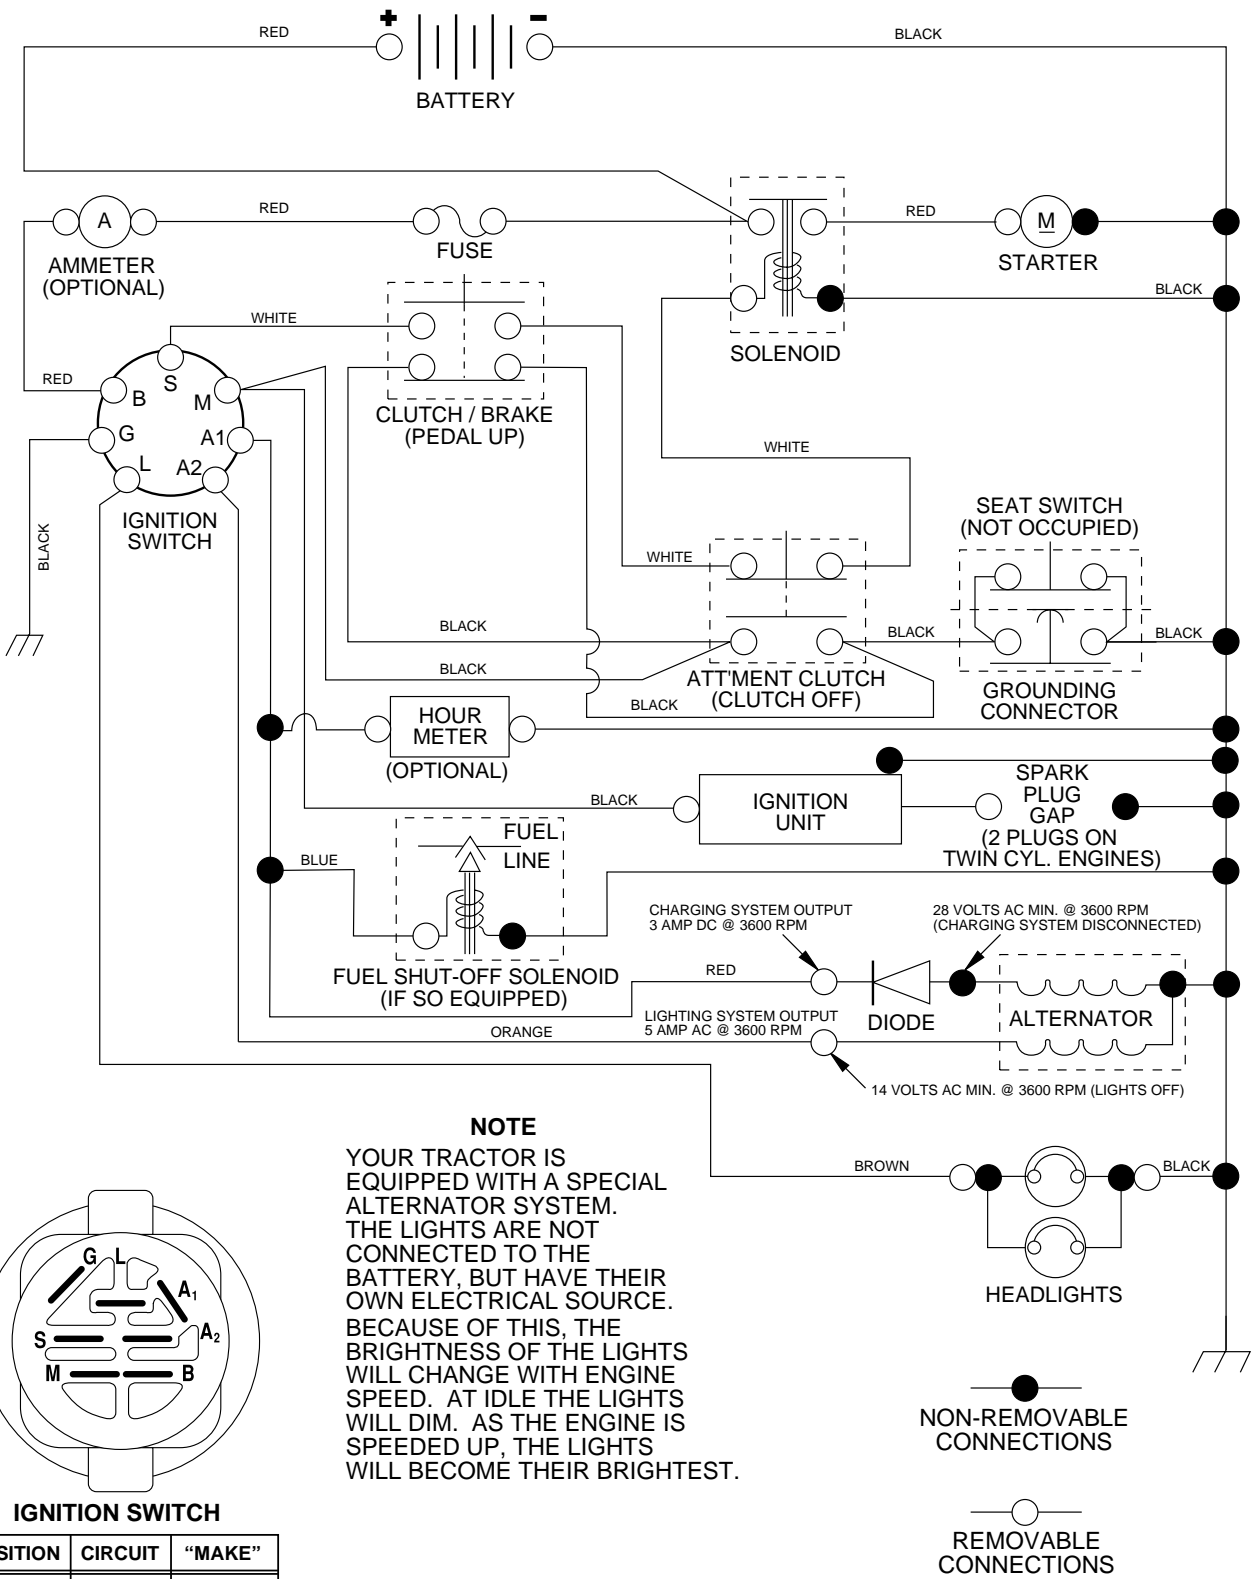 RED
+
-
BLACK
BATTERY
A
RED
RED
M
AMMETER
(OPTIONAL)
FUSE
STARTER
BLACK
WHITE
SOLENOID
RED
S
B
M
G
A1
L
A2
CLUTCH / BRAKE
(PEDAL UP)
IGNITION
SWITCH
BLACK
WHITE
SEAT SWITCH
(NOT OCCUPIED)
WHITE
BLACK
BLACK
BLACK
BLACK
ATT'MENT CLUTCH
(CLUTCH OFF)
BLACK
GROUNDING
CONNECTOR
HOUR
METER
(OPTIONAL)
BLACK
IGNITION
UNIT
SPARK
PLUG
GAP
(2 PLUGS ON
TWIN CYL. ENGINES)
BLUE
FUEL
LINE
FUEL SHUT-OFF SOLENOID
(IF SO EQUIPPED)
CHARGING SYSTEM OUTPUT
3 AMP DC @ 3600 RPM
28 VOLTS AC MIN. @ 3600 RPM
(CHARGING SYSTEM DISCONNECTED)
RED
DIODE
ALTERNATOR
ORANGE
LIGHTING SYSTEM OUTPUT
5 AMP AC @ 3600 RPM
14 VOLTS AC MIN. @ 3600 RPM (LIGHTS OFF)
NOTE
YOUR TRACTOR IS
EQUIPPED WITH A SPECIAL
ALTERNATOR SYSTEM.
THE LIGHTS ARE NOT
CONNECTED TO THE
BATTERY, BUT HAVE THEIR
OWN ELECTRICAL SOURCE.
BECAUSE OF THIS, THE
BRIGHTNESS OF THE LIGHTS
WILL CHANGE WITH ENGINE
SPEED. AT IDLE THE LIGHTS
WILL DIM. AS THE ENGINE IS
SPEEDED UP, THE LIGHTS
WILL BECOME THEIR BRIGHTEST.
BROWN
BLACK
HEADLIGHTS
G L
A1
A2
S
M
B
IGNITION SWITCH
SITION CIRCUIT “MAKE”
NON-REMOVABLE
CONNECTIONS
REMOVABLE
CONNECTIONS